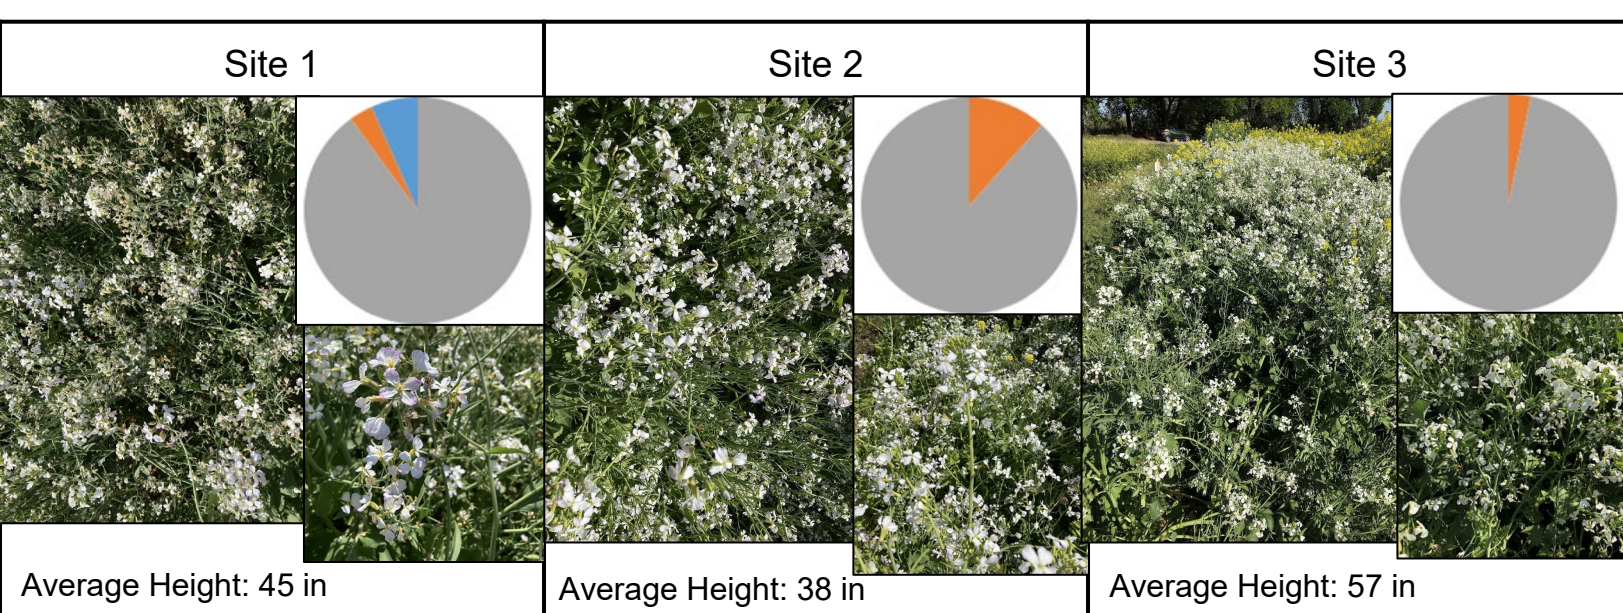 Site 1
Site 2
Site 3
Average Height: 45 in
Average Height: 38 in
Average Height: 57 in